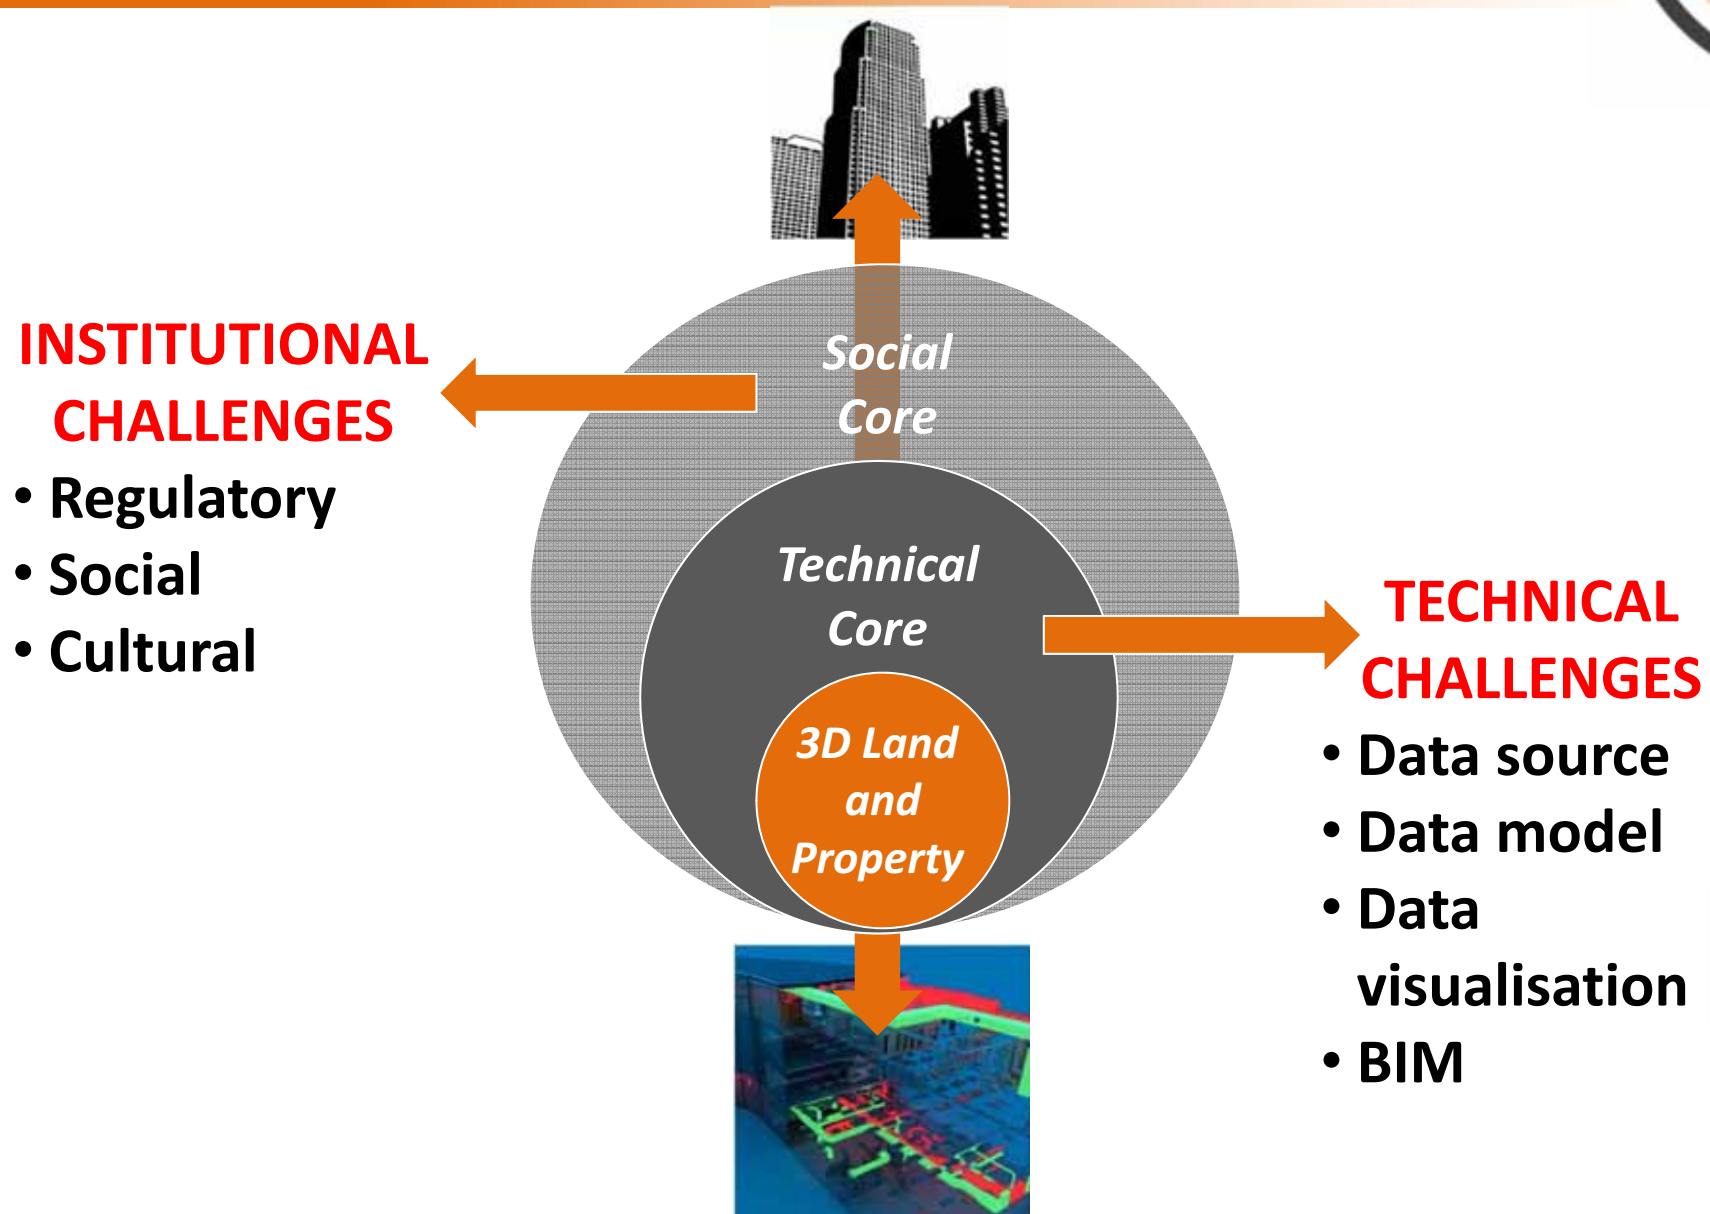 INSTITUTIONAL
CHALLENGES
• Regulatory
• Social
• Cultural
Social
Core
Technical
Core
3D Land
and
Property
TECHNICAL
CHALLENGES
• Data source
• Data model
• Data
visualisation
• BIM